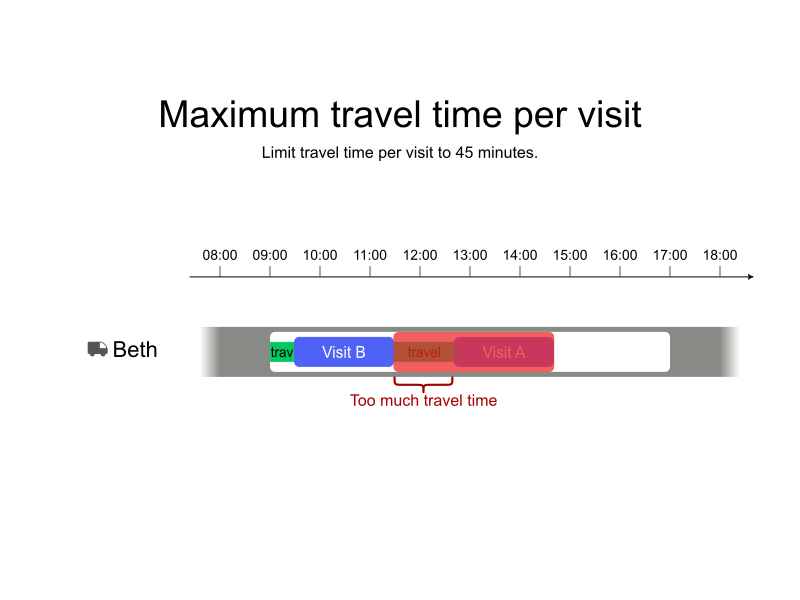 Maximum travel time per visit
Limit travel time per visit to 45 minutes.
08:00 09:00 10:00 11:00 12:00 13:00 14:00 15:00 16:00 17:00 18:00
Beth trav Visit B travel Visit A
Too much travel time